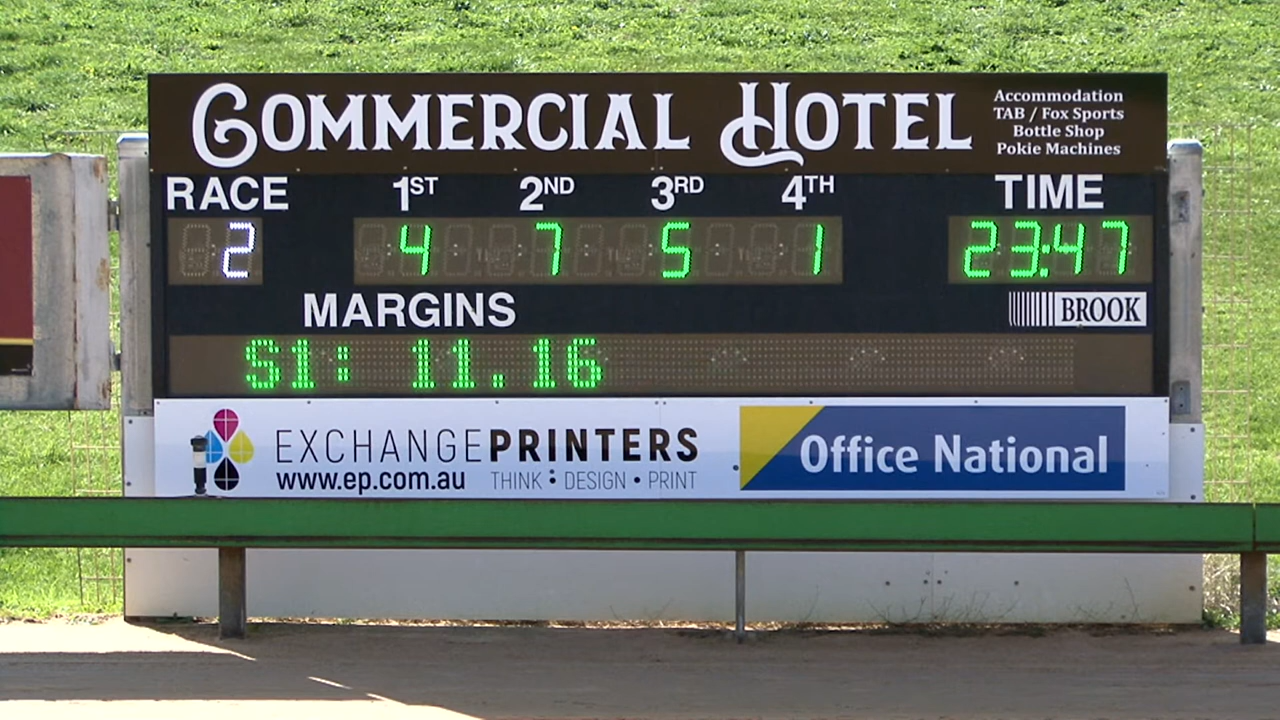 COMMERCIAL HOTEL
Accommodation
TAB / Fox Sports
Bottle Shop
Pokie Machines
RACE 1ST 2ND 3RD 4TH TIME
2 4 7 5 1 23:47
MARGINS
BROOK
S1: 11.16
EXCHANGEPRINTERS
www.ep.com.au THINK : DESIGN • PRINT
Office National